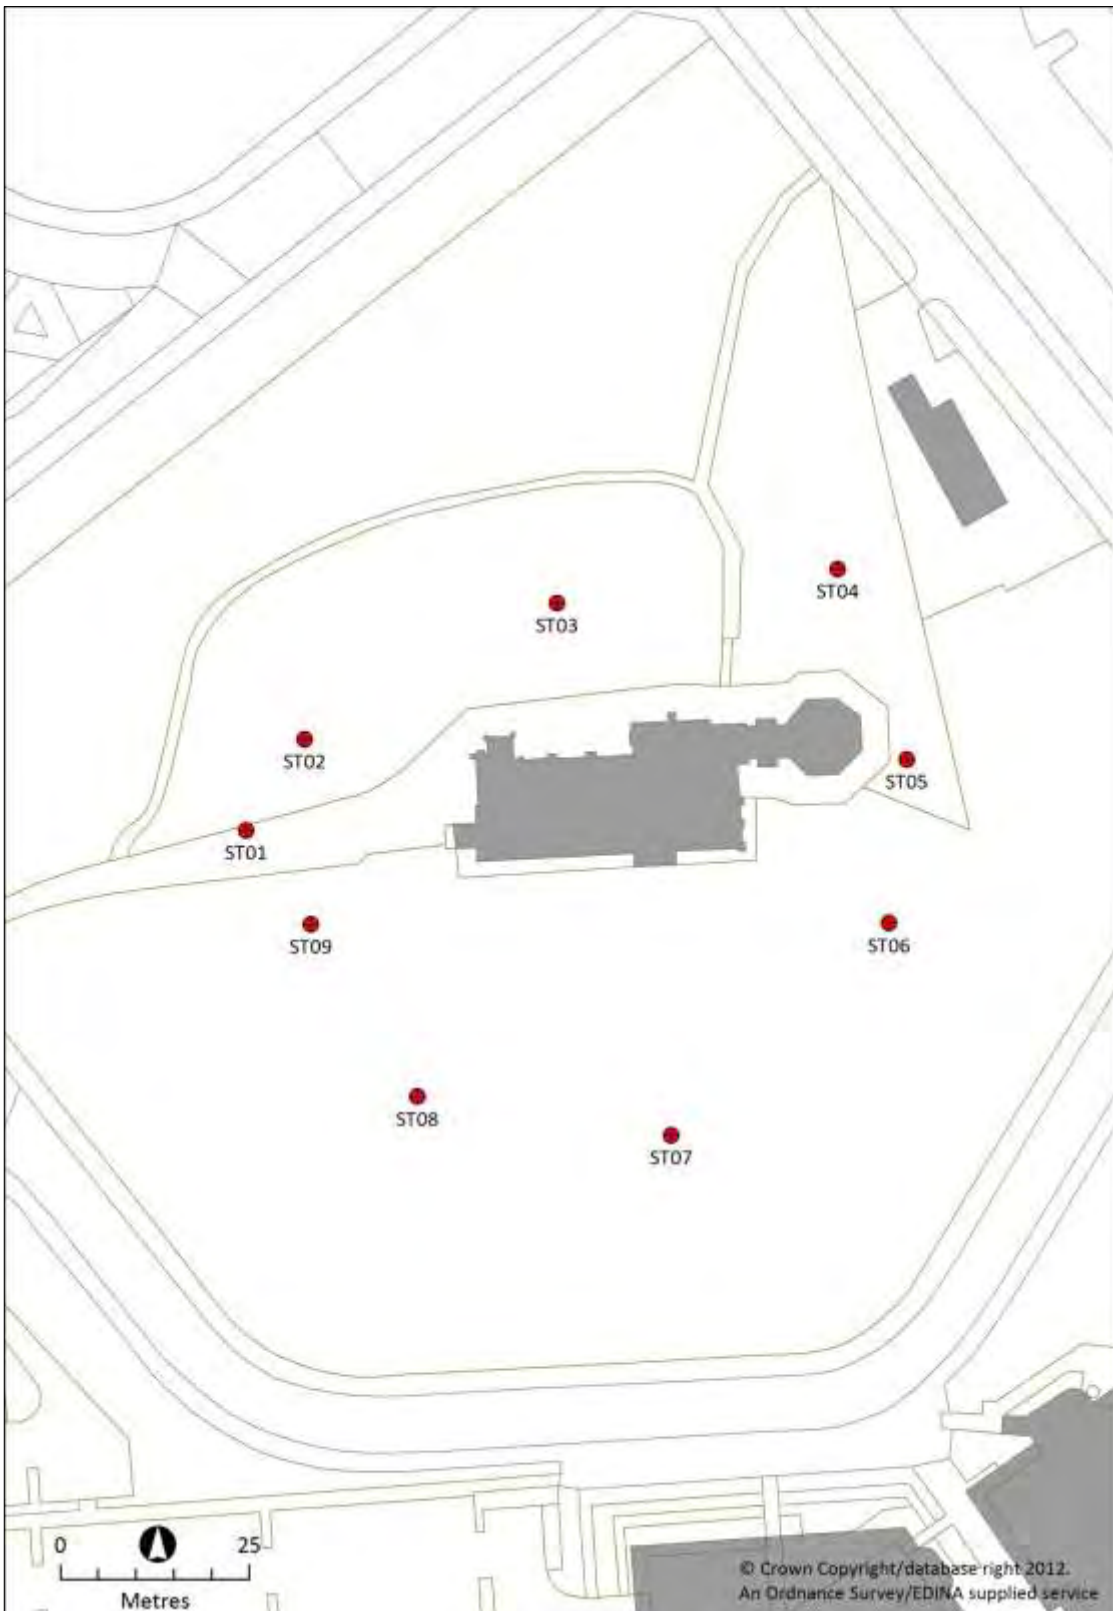 ST04
ST03
ST02
ST05
ST01
ST09
ST06
ST08
ST07
0 25
Metres
© Crown Copyright/database right 2012.
An Ordnance Survey/EDINA supplied service